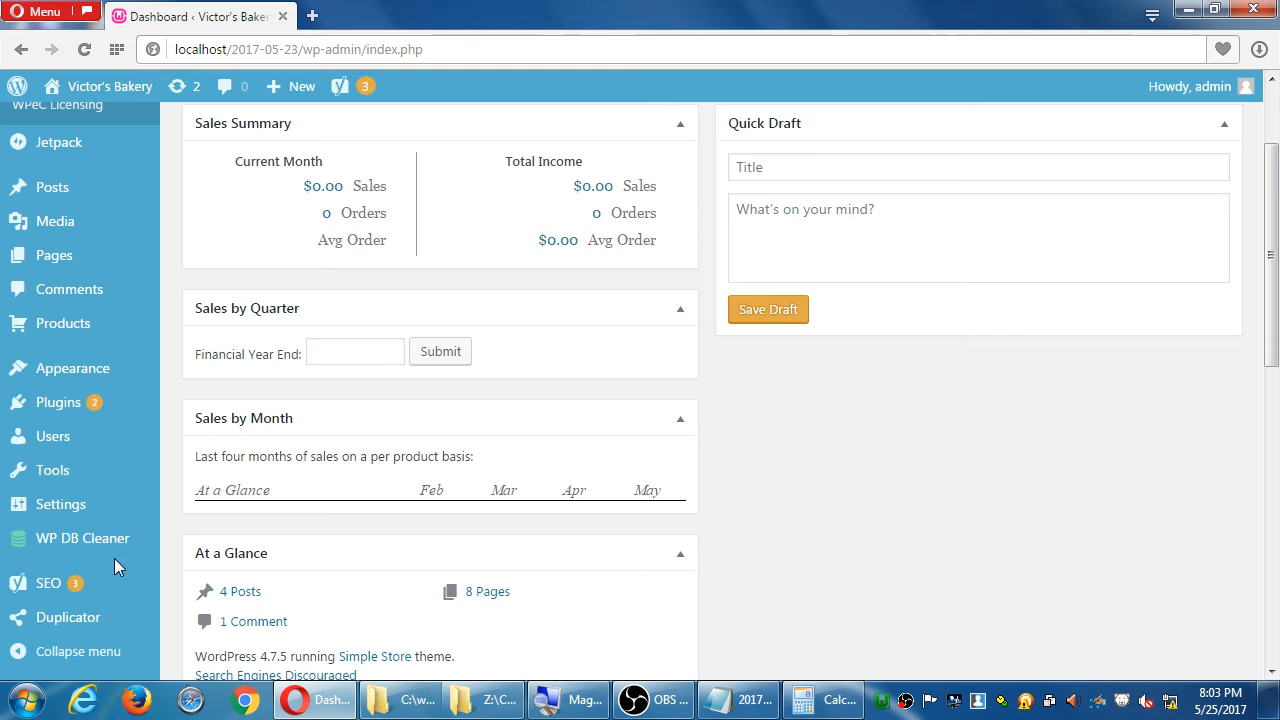 Menu
Dashboard ‹ Victor's Baker
localhost/2017-05-23/wp-admin/index.php
Victor's Bakery 2 0 New 3 Howdy, admin
WPeC Licensing
Jetpack
Posts
Media
Pages
Comments
Products
Appearance
Plugins 2
Users
Tools
Settings
WP DB Cleaner
SEO 3
Duplicator
Collapse menu
Sales Summary
Current Month Total Income
$0.00 Sales $0.00 Sales
0 Orders 0 Orders
Avg Order $0.00 Avg Order
Sales by Quarter
Financial Year End: Submit
Sales by Month
Last four months of sales on a per product basis:
At a Glance Feb Mar Apr May
At a Glance
4 Posts 8 Pages
1 Comment
WordPress 4.7.5 running Simple Store theme.
Search Engines Discouraged
Quick Draft
Title
What's on your mind?
Save Draft
Dash... C:\w... Z:\C... Mag... OBS ... 2017... Calc...
8:03 PM
5/25/2017